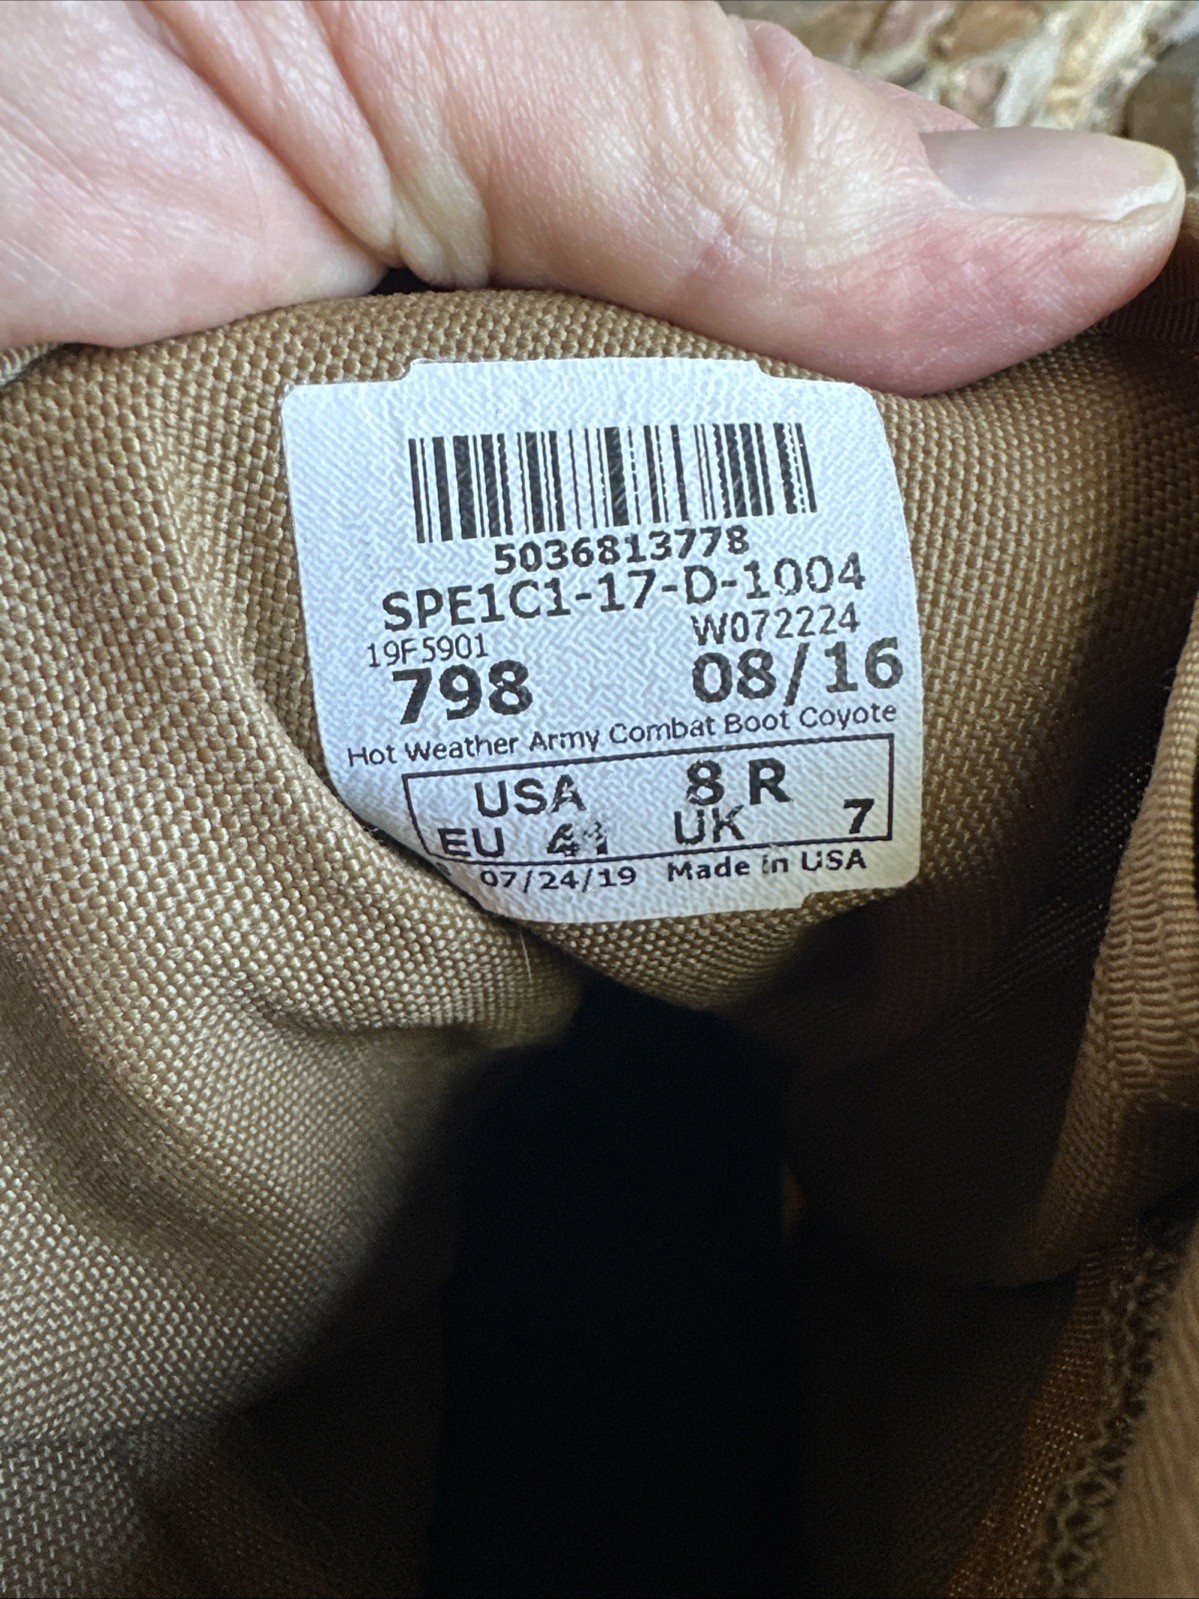 5036813778
SPE1C1-17-D-1004
19F5901 W072224
798 08/16
Hot Weather Army Combat Boot Coyote
USA 8 R
EU 41 UK 7
07/24/19 Made in USA